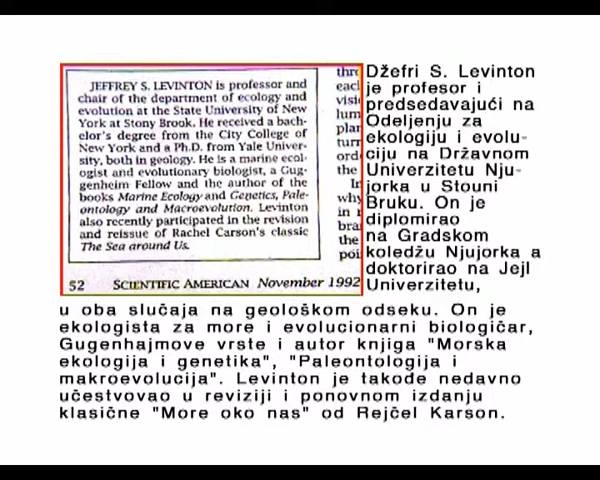 JEFFREY S. LEVINTON is professor and
chair of the department of ecology and
evolution at the State University of New
York at Stony Brook. He received a bach-
elor's degree from the City College of
New York and a Ph.D. from Yale Univer-
sity, both in geology. He is a marine ecol-
ogist and evolutionary biologist, a Gug-
genheim Fellow and the author of the
books Marine Ecology and Genetics, Pale-
ontology and Macroevolution. Levinton
also recently participated in the revision
and reissue of Rachel Carson's classic
The Sea around Us.
52 SCIENTIFIC AMERICAN November 1992
Džefri S. Levinton
je profesor i
predsedavajući na
Odeljenju za
ekologiju i evolu-
ciju na Državnom
Univerzitetu Nju-
jorka u Stouni
Bruku. On je
diplomirao
na Gradskom
koledžu Njujorka a
doktorirao na Jejl
Univerzitetu,
u oba slučaja na geološkom odseku. On je
ekologista za more i evolucionarni biologičar,
Gugenhajmove vrste i autor knjiga "Morska
ekologija i genetika", "Paleontologija i
makroevolucija". Levinton je takođe nedavno
učestvovao u reviziji i ponovnom izdanju
klasične "More oko nas" od Rejčel Karson.